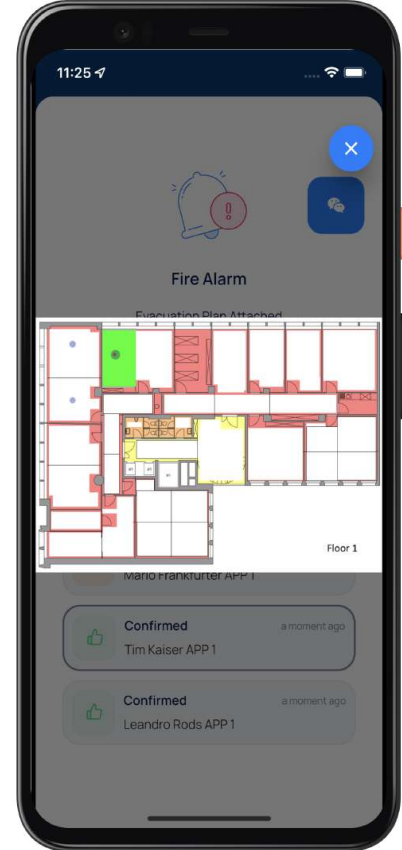 11:25
Fire Alarm
Evacuation Plan Attached
Floor 1
Mario Frankfurter APP 1
Confirmed
a moment ago
Tim Kaiser APP 1
Confirmed
a moment ago
Leandro Rods APP 1